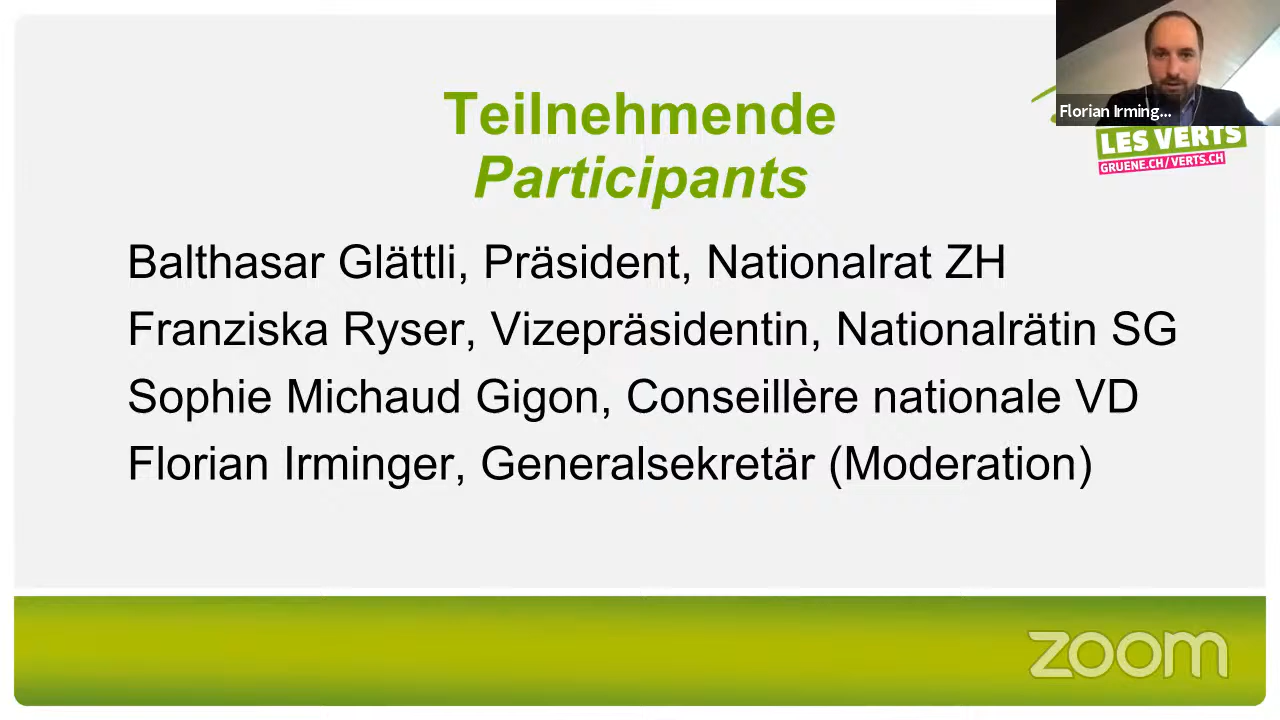 Teilnehmende
Participants
Florian Irming...
LES VERTS
GRUENE.CH/VERTS.CH
Balthasar Glättli, Präsident, Nationalrat ZH
Franziska Ryser, Vizepräsidentin, Nationalrätin SG
Sophie Michaud Gigon, Conseillère nationale VD
Florian Irminger, Generalsekretär (Moderation)
zoom